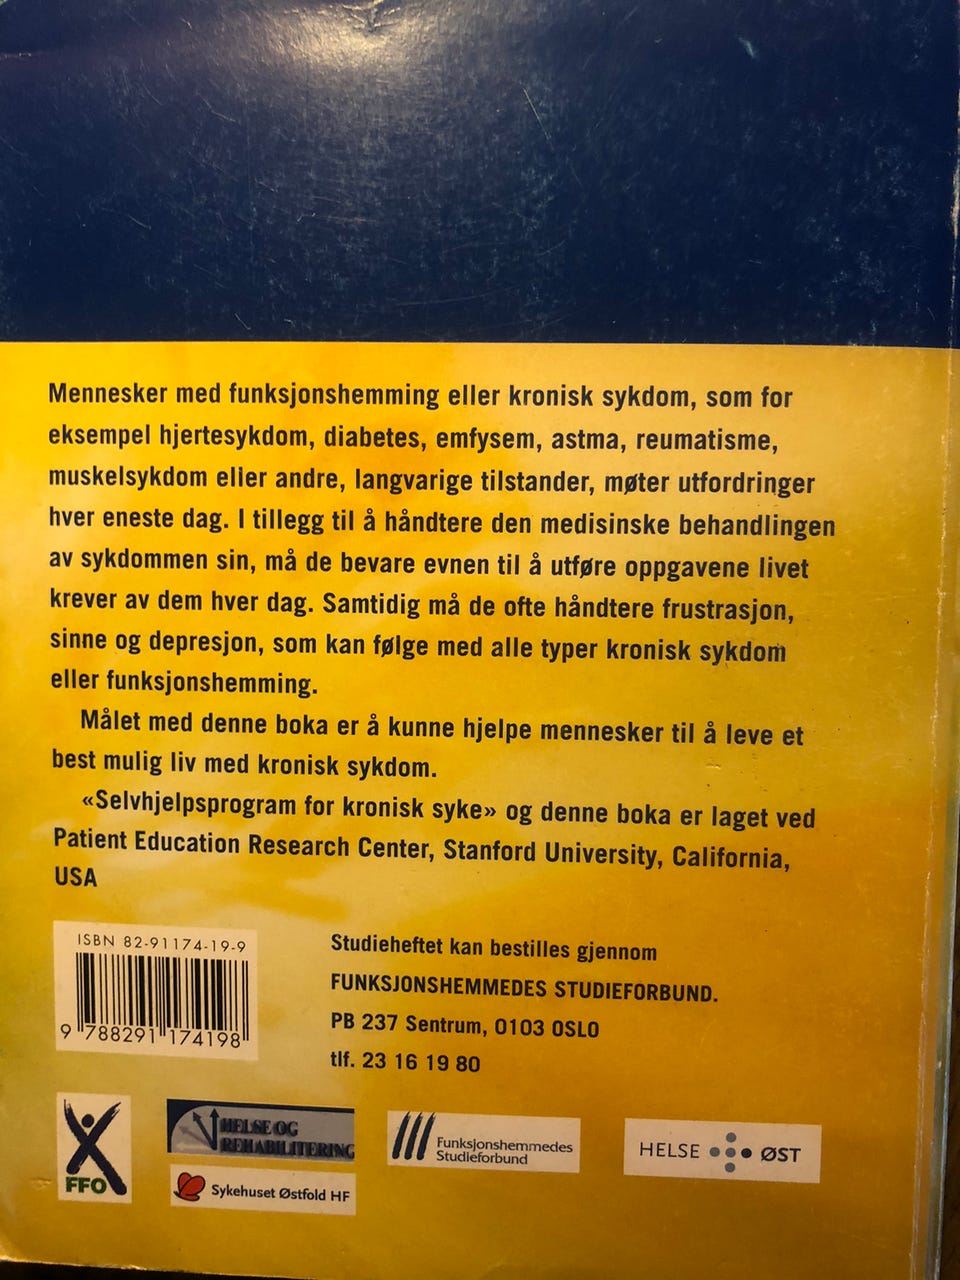 Mennesker med funksjonshemming eller kronisk sykdom, som for
eksempel hjertesykdom, diabetes, emfysem, astma, reumatisme,
muskelsykdom eller andre, langvarige tilstander, møter utfordringer
hver eneste dag. I tillegg til å håndtere den medisinske behandlingen
av sykdommen sin, må de bevare evnen til å utføre oppgavene livet
krever av dem hver dag. Samtidig må de ofte håndtere frustrasjon,
sinne og depresjon, som kan følge med alle typer kronisk sykdom
eller funksjonshemming.
Målet med denne boka er å kunne hjelpe mennesker til å leve et
best mulig liv med kronisk sykdom.
«Selvhjelpsprogram for kronisk syke» og denne boka er laget ved
Patient Education Research Center, Stanford University, California,
USA
ISBN 82-91174-19-9
9 788291 174198
Studieheftet kan bestilles gjennom
FUNKSJONSHEMMEDES STUDIEFORBUND.
PB 237 Sentrum, 0103 OSLO
tlf. 23 16 19 80
FFO
HELSE OG
REHABILITERING
Sykehuset Østfold HF
Funksjonshemmedes
Studieforbund
HELSE ØST